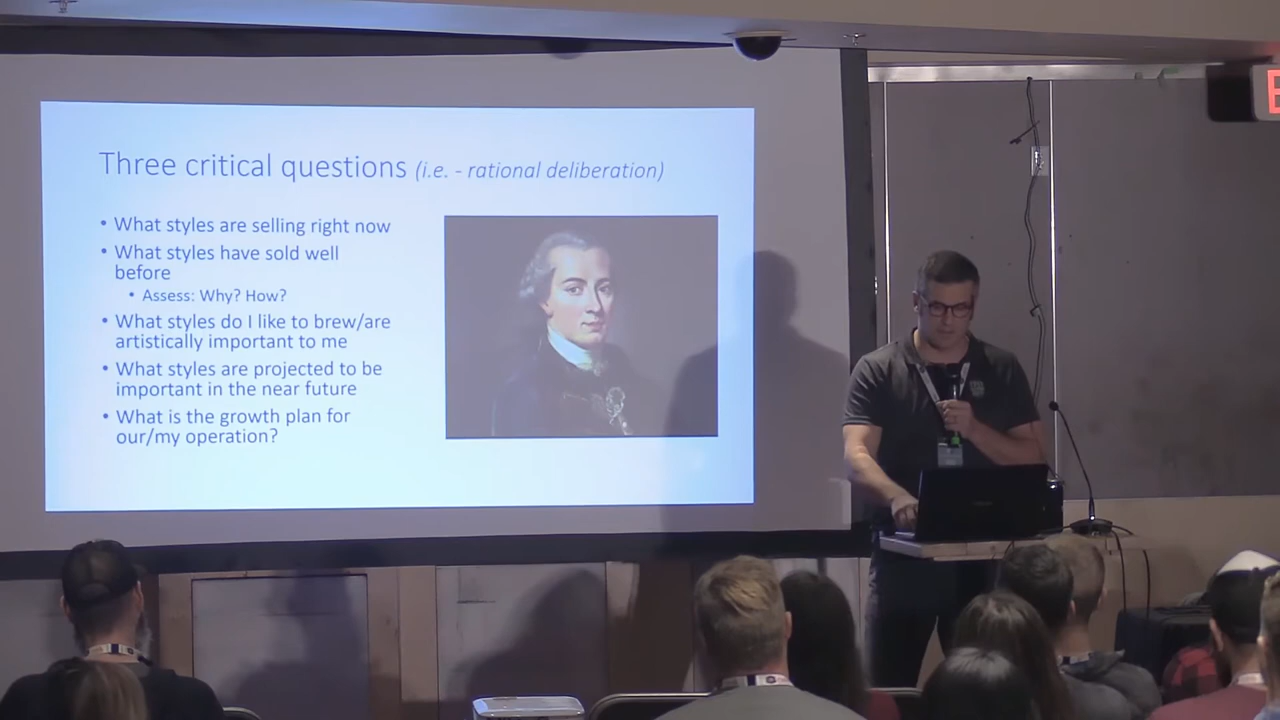 Three critical questions (i.e. - rational deliberation)
• What styles are selling right now
• What styles have sold well
before
• Assess: Why? How?
• What styles do I like to brew/are
artistically important to me
• What styles are projected to be
important in the near future
• What is the growth plan for
our/my operation?
E